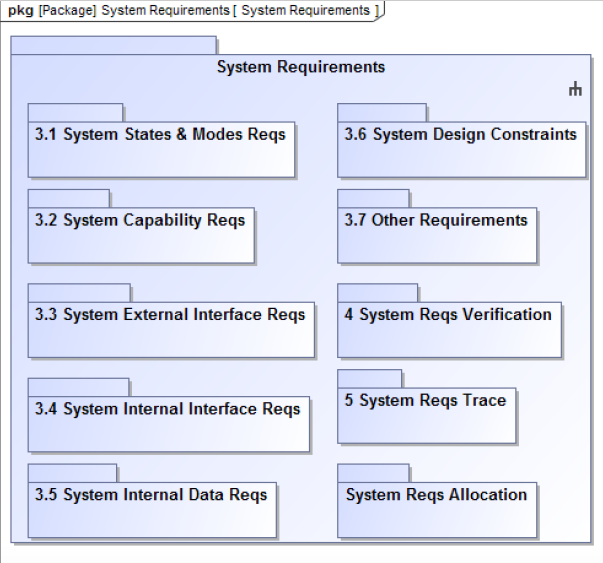 pkg [Package] System Requirements [ System Requirements ]
System Requirements
3.1 System States & Modes Reqs
3.2 System Capability Reqs
3.3 System External Interface Reqs
3.4 System Internal Interface Reqs
3.5 System Internal Data Reqs
3.6 System Design Constraints
3.7 Other Requirements
4 System Reqs Verification
5 System Reqs Trace
System Reqs Allocation